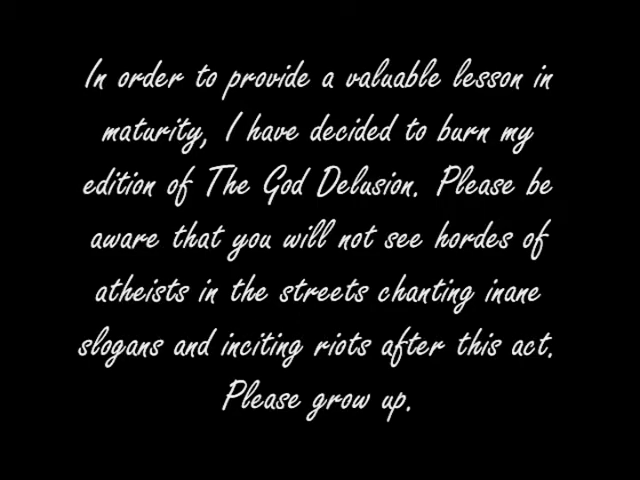 In order to provide a valuable lesson in
maturity, I have decided to burn my
edition of The God Delusion. Please be
aware that you will not see hordes of
atheists in the streets chanting inane
slogans and inciting riots after this act.
Please grow up.